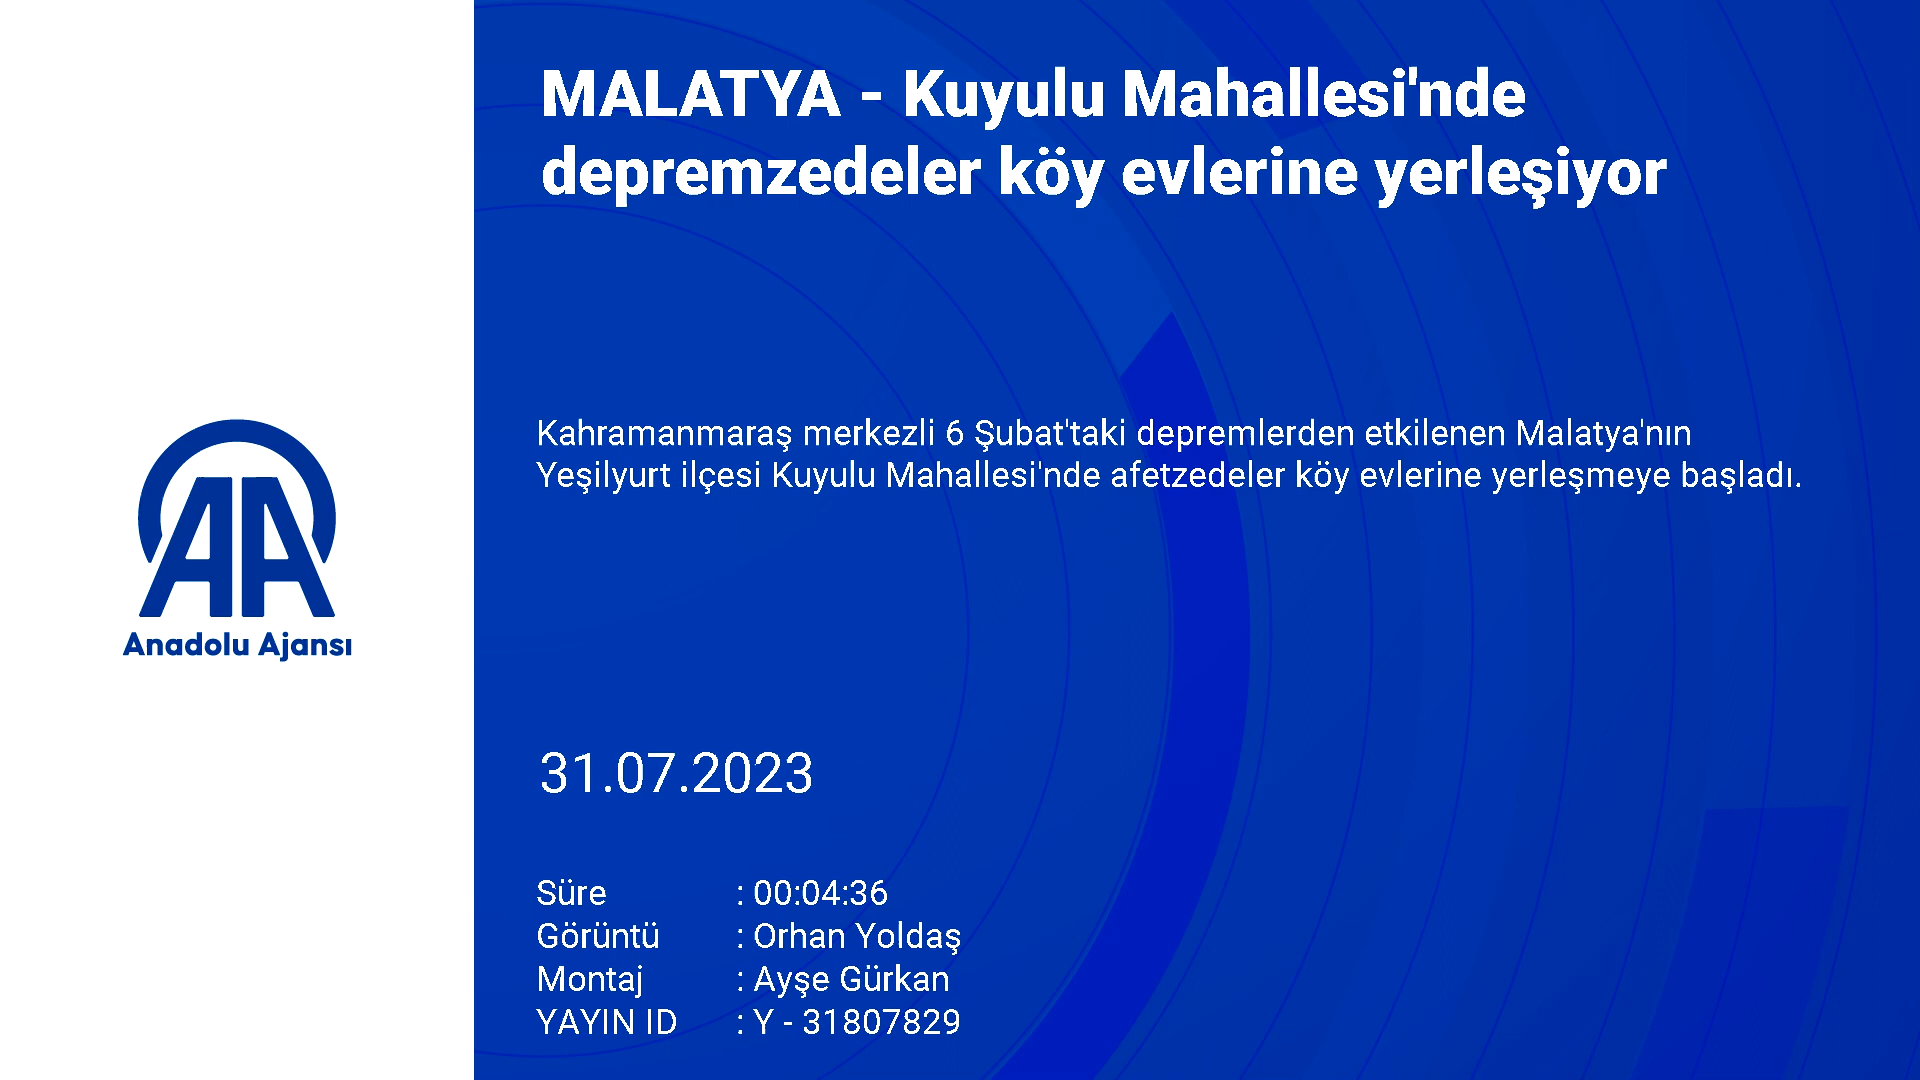 MALATYA - Kuyulu Mahallesi'nde
depremzedeler köy evlerine yerleşiyor
Kahramanmaraş merkezli 6 Şubat'taki depremlerden etkilenen Malatya'nın
Yeşilyurt ilçesi Kuyulu Mahallesi'nde afetzedeler köy evlerine yerleşmeye başladı.
AA
Anadolu Ajansı
31.07.2023
Süre : 00:04:36
Görüntü : Orhan Yoldaş
Montaj : Ayşe Gürkan
YAYIN ID : Y - 31807829